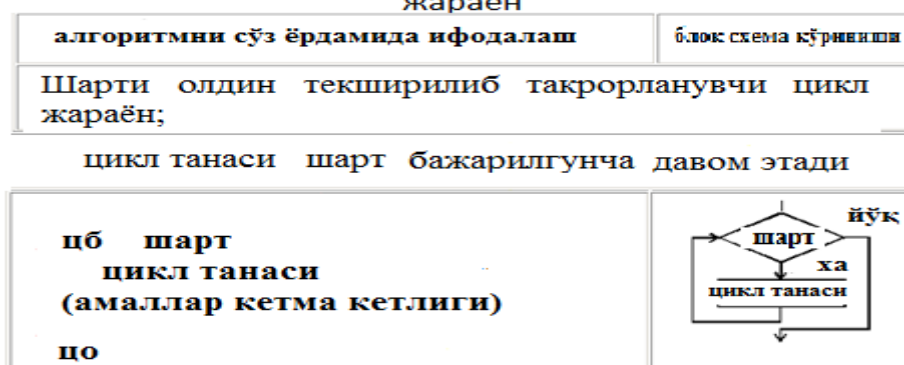 жараён
алгоритмни сўз ёрдамида ифодалаш
блок схема кўриниши
Шарти олдин текширилиб такрорланувчи цикл
жараён;
цикл танаси шарт бажарилгунча давом этади
цб шарт
цикл танаси
(амаллар кетма кетлиги)
цо
йўқ
шарт
ха
цикл танаси